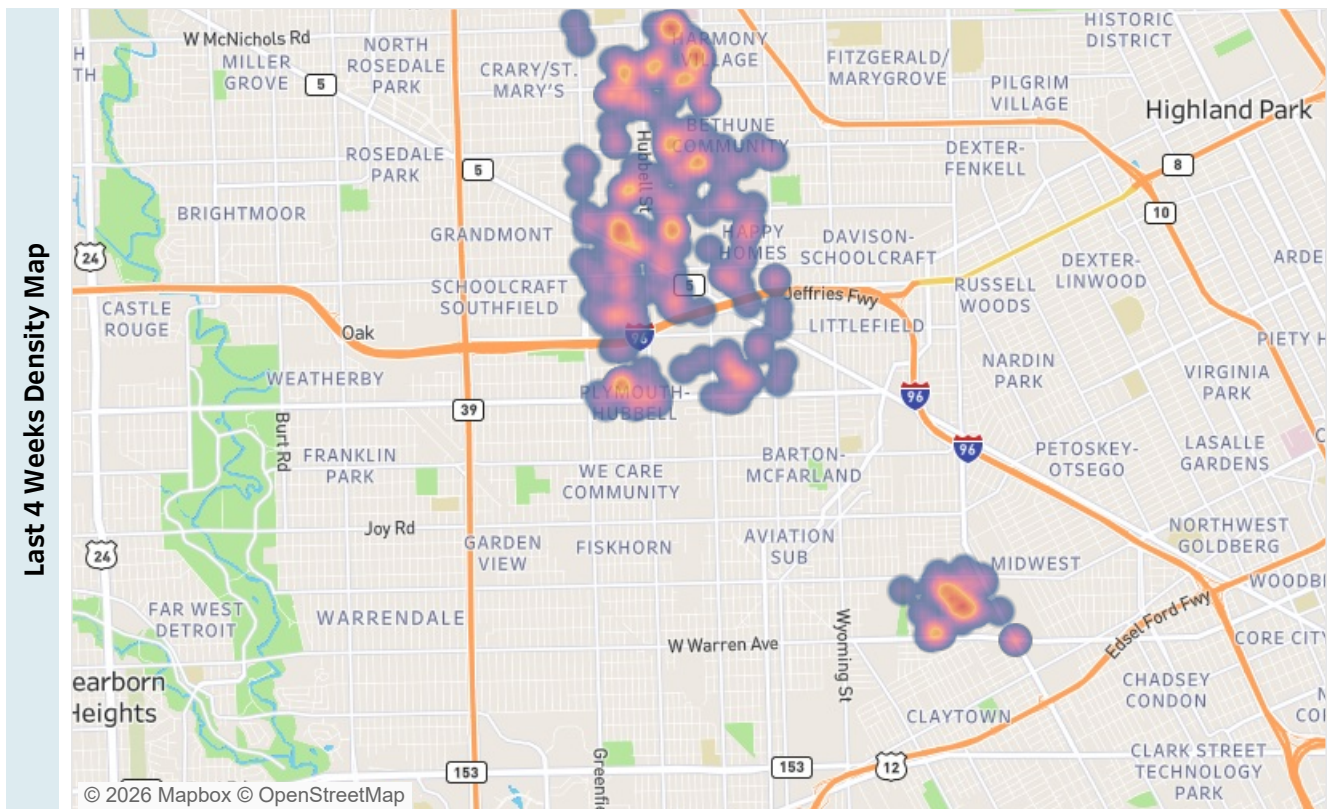 Last 4 Weeks Density Map
W McNichols Rd
MILLER
GROVE
5
NORTH
ROSEDALE
PARK
CRARY/ST.
MARY'S
HARMONY
VILLAGE
FITZGERALD/
MARYGROVE
HISTORIC
DISTRICT
PILGRIM
VILLAGE
Highland Park
H
TH
BETHUNE
COMMUNITY
Hubbell St
ROSEDALE
PARK
5
DEXTER-
FENKELL
8
10
BRIGHTMOOR
GRANDMONT
HAPPY
HOMES
DAVISON-
SCHOOLCRAFT
DEXTER-
LINWOOD
ARDE
24
SCHOOLCRAFT
SOUTHFIELD
5
Jeffries Fwy
RUSSELL
WOODS
CASTLE
ROUGE
Oak
96
LITTLEFIELD
PIETY H
WEATHERBY
PLYMOUTH-
HUBBELL
NARDIN
PARK
VIRGINIA
PARK
39
96
Burt Rd
FRANKLIN
PARK
WE CARE
COMMUNITY
BARTON-
MCFARLAND
96
PETOSKEY-
OTSEGO
LASALLE
GARDENS
C
24
Joy Rd
GARDEN
VIEW
FISKHORN
AVIATION
SUB
MIDWEST
NORTHWEST
GOLDBERG
WOODBI
FAR WEST
DETROIT
WARRENDALE
W Warren Ave
Wyoming St
Edsel Ford Fwy
CORE CITY
earborn
Heights
CHADSEY
CONDON
CLAYTOWN
N
COI
153
Greenfie
153
12
CLARK STREET
TECHNOLOGY
PARK
© 2026 Mapbox © OpenStreetMap